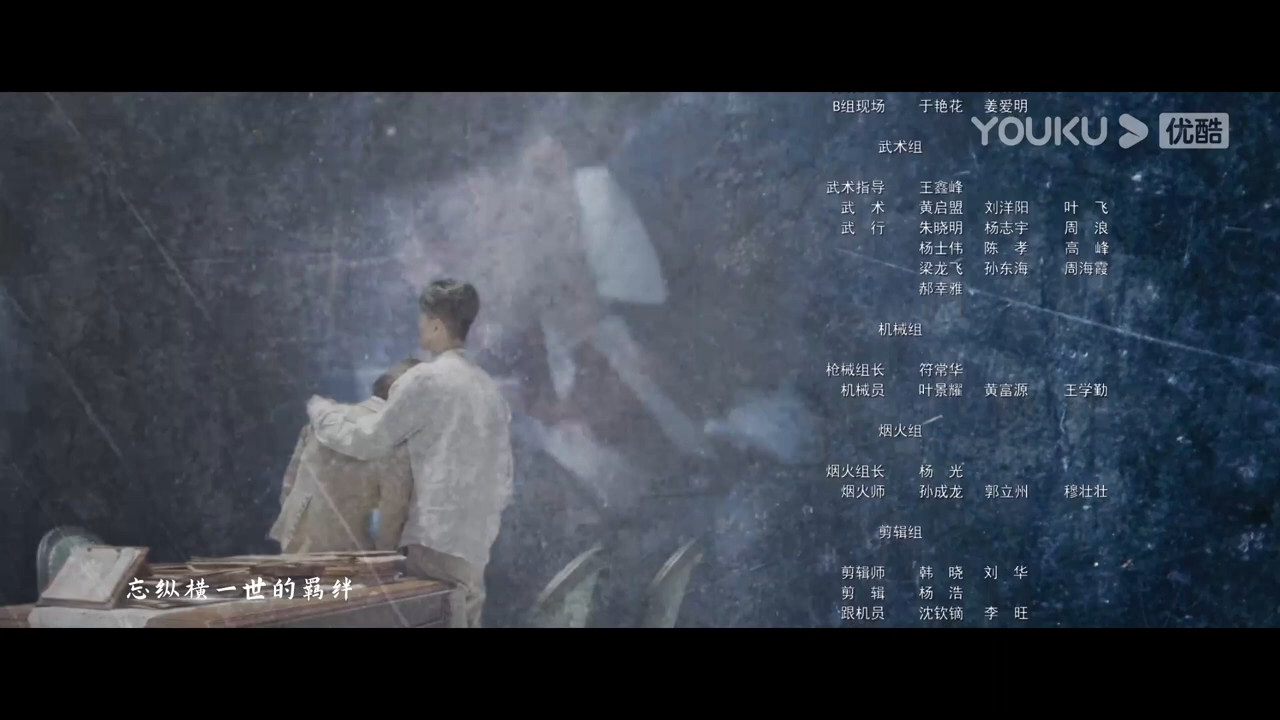 B组现场 于艳花 姜爱明
YOUKU 优酷
武术组
武术指导 王鑫峰
武 术 黄启盟 刘洋阳 叶 飞
武 行 朱晓明 杨志宇 周 浪
杨士伟 陈 孝 高 峰
梁龙飞 孙东海 周海霞
郝幸雅
机械组
枪械组长 符常华
机械员 叶景耀 黄富源 王学勤
烟火组
烟火组长 杨 光
烟火师 孙成龙 郭立州 穆壮壮
剪辑组
剪辑师 韩 晓 刘 华
剪 辑 杨 浩
跟机员 沈钦镝 李 旺
忘纵横一世的羁绊